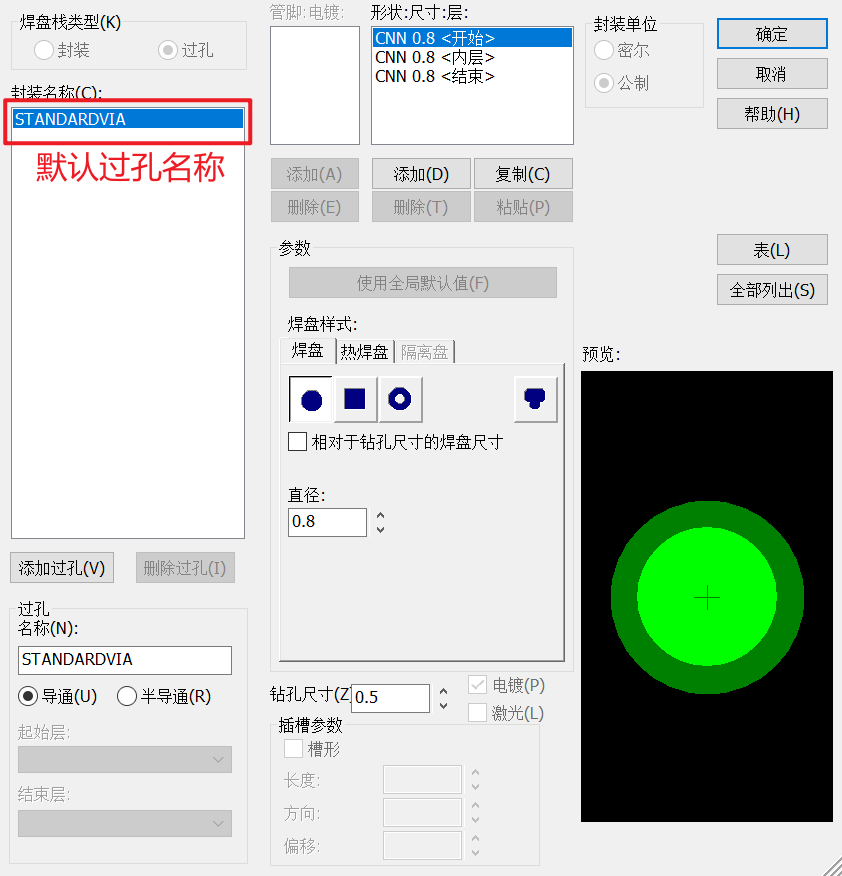 焊盘栈类型(K)
封装
过孔
封装名称(C):
STANDARDVIA
默认过孔名称
添加过孔(V)
删除过孔(I)
过孔
名称(N):
STANDARDVIA
导通(U)
半导通(R)
起始层:
结束层:
管脚:电镀:
形状:尺寸:层:
CNN 0.8 <开始>
CNN 0.8 <内层>
CNN 0.8 <结束>
添加(A)
添加(D)
复制(C)
删除(E)
删除(T)
粘贴(P)
参数
使用全局默认值(F)
焊盘样式:
焊盘
热焊盘
隔离盘
相对于钻孔尺寸的焊盘尺寸
直径:
0.8
钻孔尺寸(Z
0.5
电镀(P)
激光(L)
插槽参数
槽形
长度:
方向:
偏移:
封装单位
密尔
公制
确定
取消
帮助(H)
表(L)
全部列出(S)
预览: